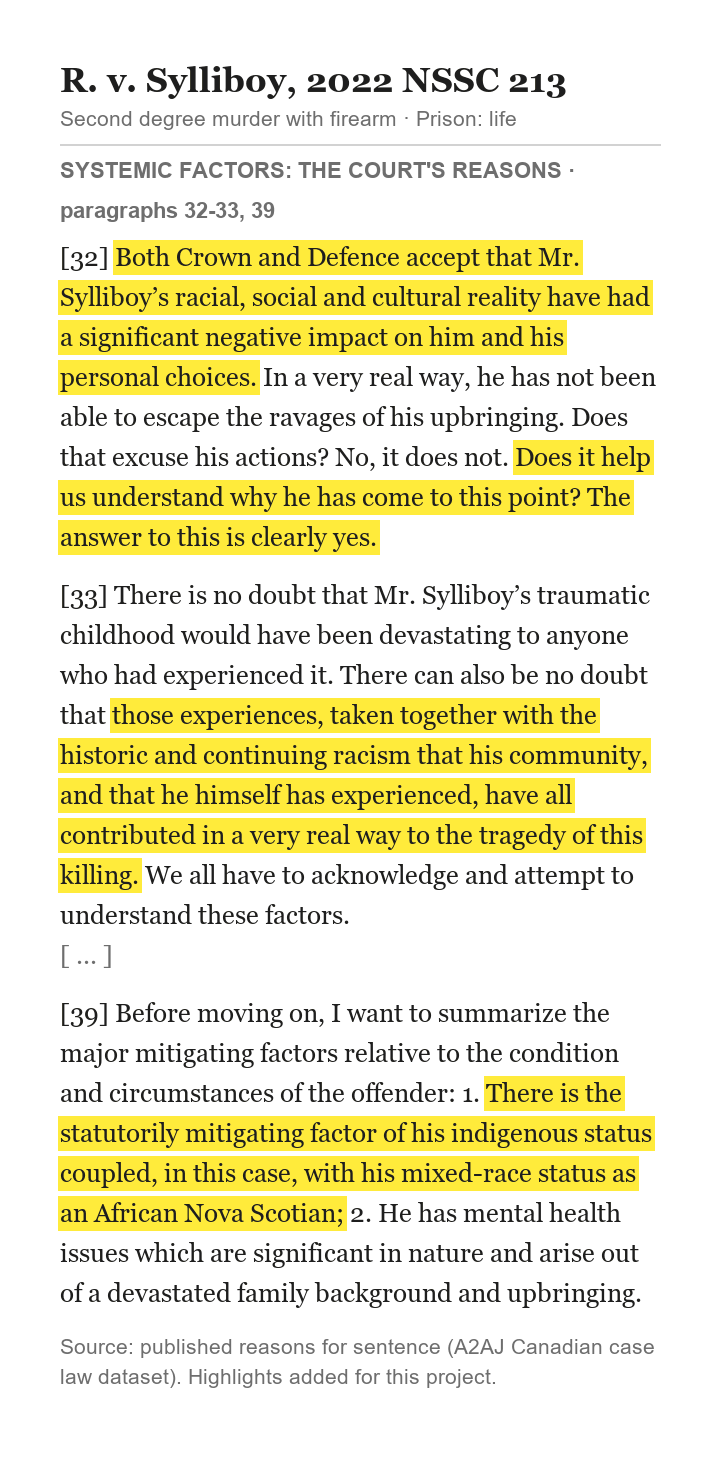 R. v. Sylliboy, 2022 NSSC 213
Second degree murder with firearm · Prison: life
SYSTEMIC FACTORS: THE COURT'S REASONS ·
paragraphs 32-33, 39
[32] Both Crown and Defence accept that Mr.
Sylliboy’s racial, social and cultural reality have had
a significant negative impact on him and his
personal choices. In a very real way, he has not been
able to escape the ravages of his upbringing. Does
that excuse his actions? No, it does not. Does it help
us understand why he has come to this point? The
answer to this is clearly yes.
[33] There is no doubt that Mr. Sylliboy’s traumatic
childhood would have been devastating to anyone
who had experienced it. There can also be no doubt
that those experiences, taken together with the
historic and continuing racism that his community,
and that he himself has experienced, have all
contributed in a very real way to the tragedy of this
killing. We all have to acknowledge and attempt to
understand these factors.
[ ... ]
[39] Before moving on, I want to summarize the
major mitigating factors relative to the condition
and circumstances of the offender: 1. There is the
statutorily mitigating factor of his indigenous status
coupled, in this case, with his mixed-race status as
an African Nova Scotian; 2. He has mental health
issues which are significant in nature and arise out
of a devastated family background and upbringing.
Source: published reasons for sentence (A2AJ Canadian case
law dataset). Highlights added for this project.